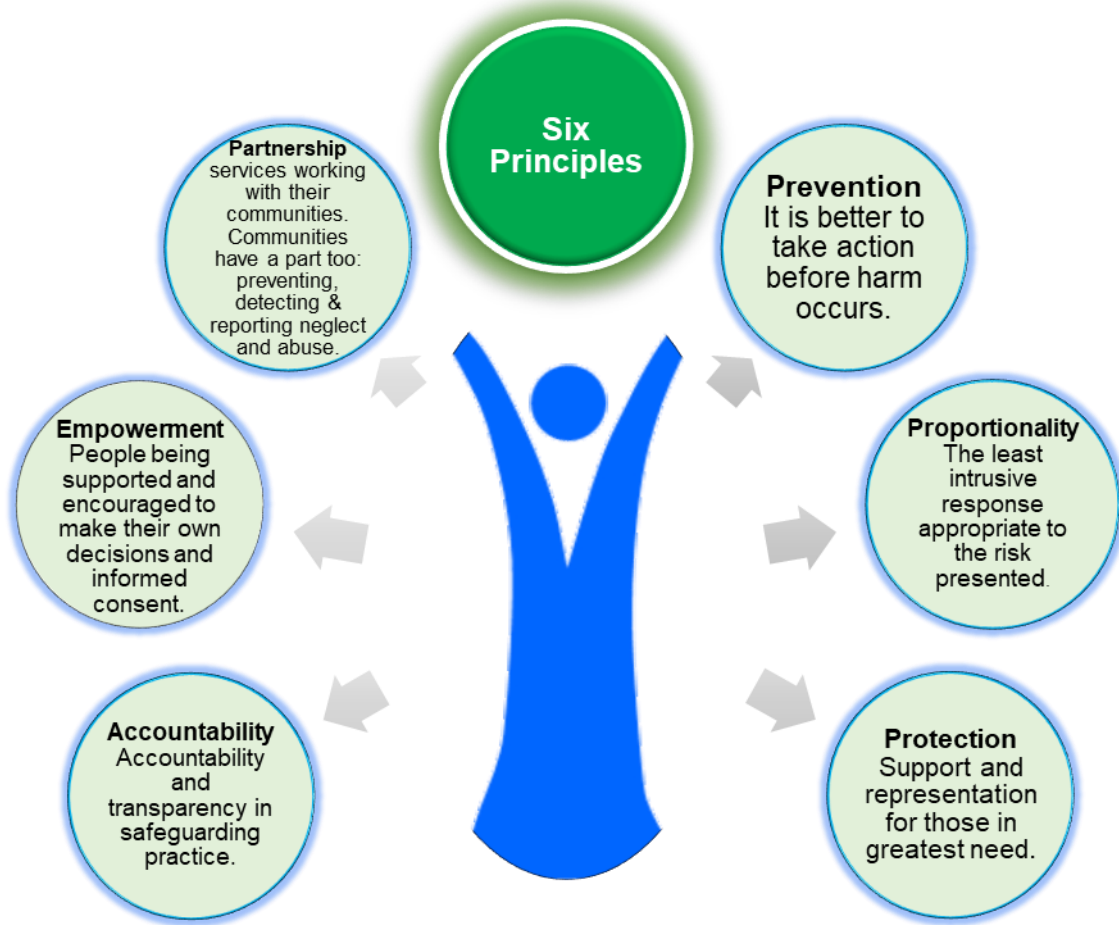 Six
Principles
Partnership
services working
with their
communities.
Communities
have a part too:
preventing,
detecting &
reporting neglect
and abuse.
Prevention
It is better to
take action
before harm
occurs.
Empowerment
People being
supported and
encouraged to
make their own
decisions and
informed
consent.
Proportionality
The least
intrusive
response
appropriate to
the risk
presented.
Accountability
Accountability
and
transparency in
safeguarding
practice.
Protection
Support and
representation
for those in
greatest need.